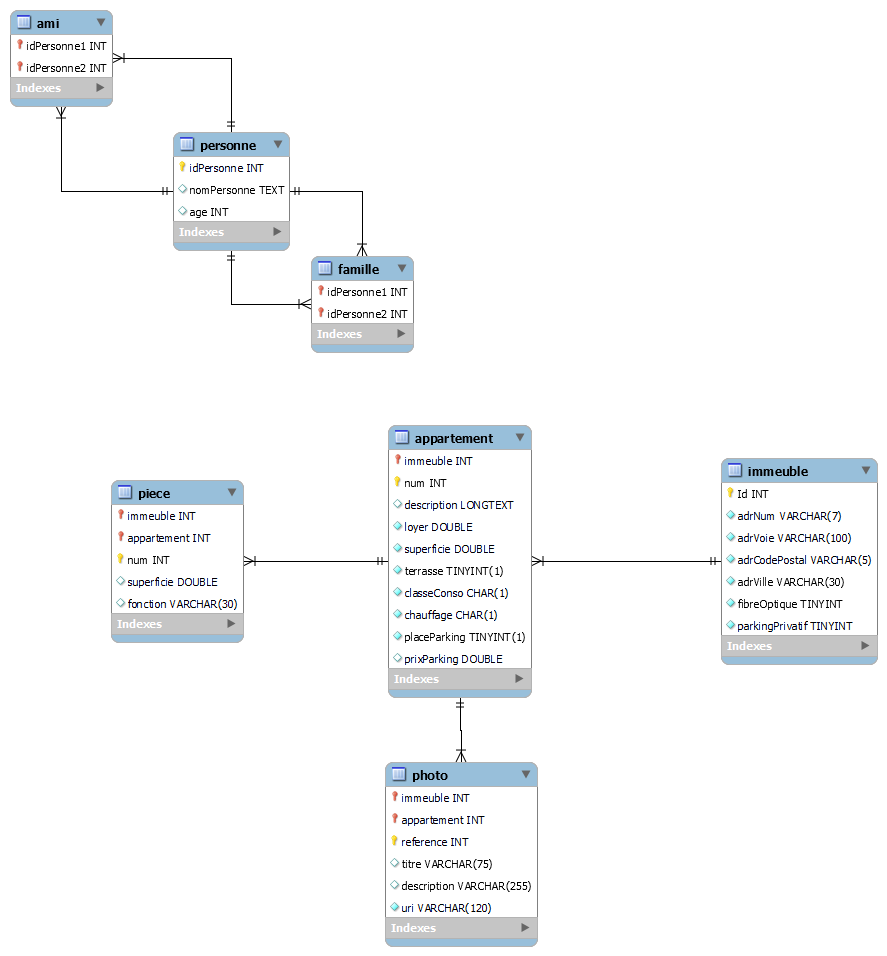 ami
idPersonne1 INT
idPersonne2 INT
Indexes
personne
idPersonne INT
nomPersonne TEXT
age INT
Indexes
famille
idPersonne1 INT
idPersonne2 INT
Indexes
appartement
immeuble INT
num INT
description LONGTEXT
loyer DOUBLE
superficie DOUBLE
terrasse TINYINT(1)
classeConso CHAR(1)
chauffage CHAR(1)
placeParking TINYINT(1)
prixParking DOUBLE
Indexes
immeuble
Id INT
adrNum VARCHAR(7)
adrVoie VARCHAR(100)
adrCodePostal VARCHAR(5)
adrVille VARCHAR(30)
fibreOptique TINYINT
parkingPrivatif TINYINT
Indexes
piece
immeuble INT
appartement INT
num INT
superficie DOUBLE
fonction VARCHAR(30)
Indexes
photo
immeuble INT
appartement INT
reference INT
titre VARCHAR(75)
description VARCHAR(255)
uri VARCHAR(120)
Indexes